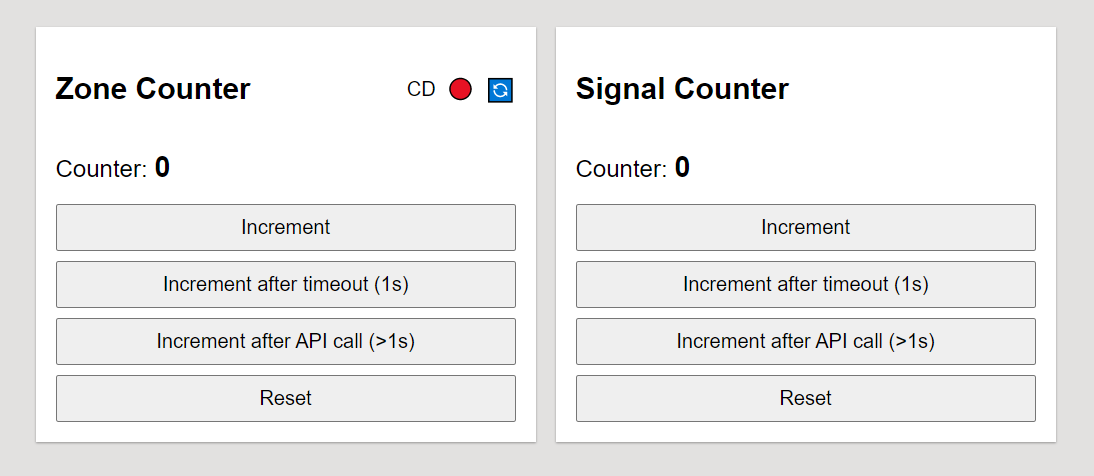 Zone Counter CD
Counter: 0
Increment
Increment after timeout (1s)
Increment after API call (>1s)
Reset
Signal Counter
Counter: 0
Increment
Increment after timeout (1s)
Increment after API call (>1s)
Reset